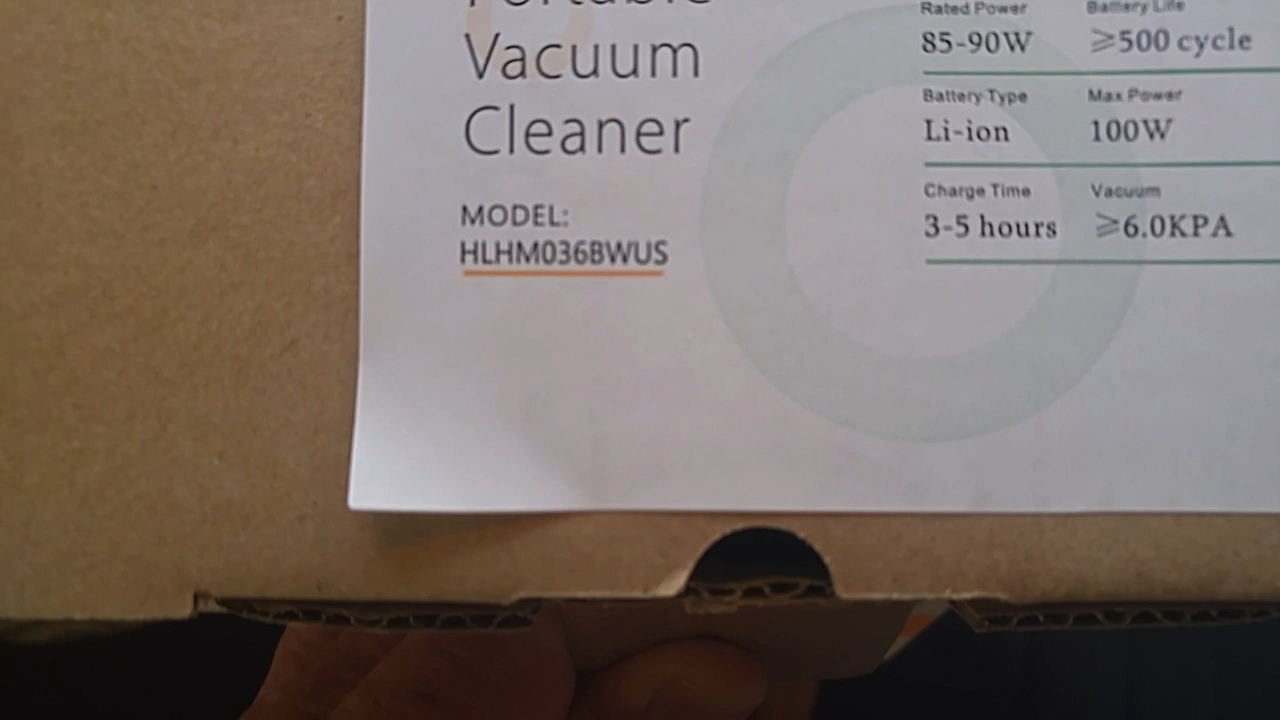 Portable
Vacuum
Cleaner
MODEL:
HLHM036BWUS
Rated Power
85-90W
Battery Life
≥500 cycle
Battery Type
Li-ion
Max Power
100W
Charge Time
3-5 hours
Vacuum
≥6.0KPA